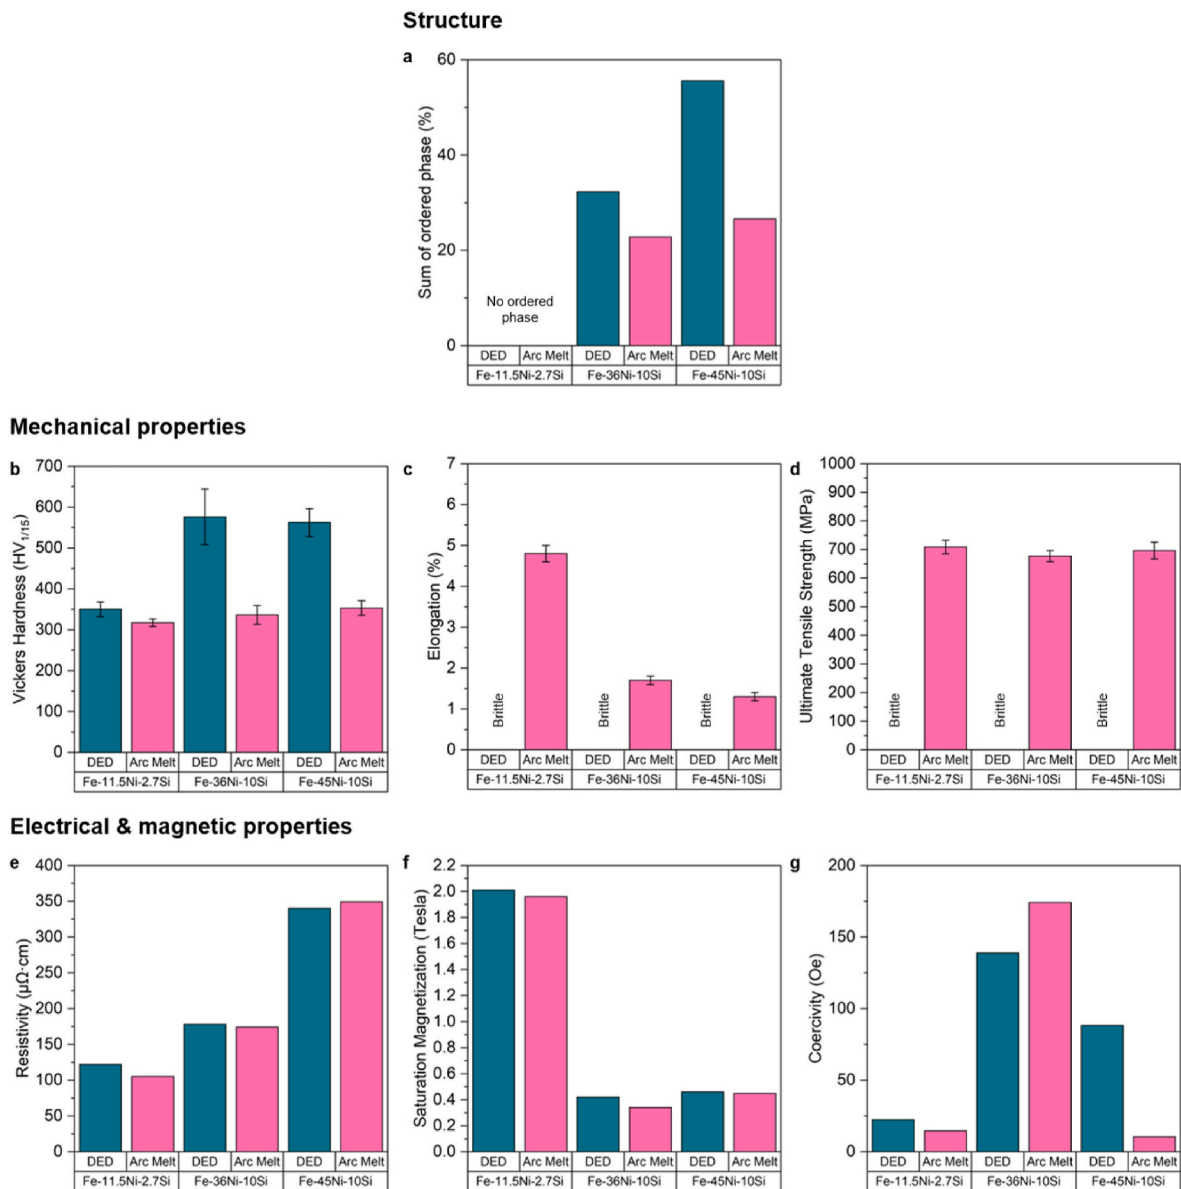 Structure
a
Sum of ordered phase (%)
60
40
20
0
No ordered
phase
DED Arc Melt DED Arc Melt DED Arc Melt
Fe-11.5Ni-2.7Si Fe-36Ni-10Si Fe-45Ni-10Si
Mechanical properties
b
Vickers Hardness (HV1/15)
700
600
500
400
300
200
100
0
DED Arc Melt DED Arc Melt DED Arc Melt
Fe-11.5Ni-2.7Si Fe-36Ni-10Si Fe-45Ni-10Si
c
Elongation (%)
7
6
5
4
3
2
1
0
Brittle Brittle Brittle
DED Arc Melt DED Arc Melt DED Arc Melt
Fe-11.5Ni-2.7Si Fe-36Ni-10Si Fe-45Ni-10Si
d
Ultimate Tensile Strength (MPa)
1000
900
800
700
600
500
400
300
200
100
0
Brittle Brittle Brittle
DED Arc Melt DED Arc Melt DED Arc Melt
Fe-11.5Ni-2.7Si Fe-36Ni-10Si Fe-45Ni-10Si
Electrical & magnetic properties
e
Resistivity (μΩ·cm)
400
350
300
250
200
150
100
50
0
DED Arc Melt DED Arc Melt DED Arc Melt
Fe-11.5Ni-2.7Si Fe-36Ni-10Si Fe-45Ni-10Si
f
Saturation Magnetization (Tesla)
2.2
2.0
1.8
1.6
1.4
1.2
1.0
0.8
0.6
0.4
0.2
0.0
DED Arc Melt DED Arc Melt DED Arc Melt
Fe-11.5Ni-2.7Si Fe-36Ni-10Si Fe-45Ni-10Si
g
Coercivity (Oe)
200
150
100
50
0
DED Arc Melt DED Arc Melt DED Arc Melt
Fe-11.5Ni-2.7Si Fe-36Ni-10Si Fe-45Ni-10Si